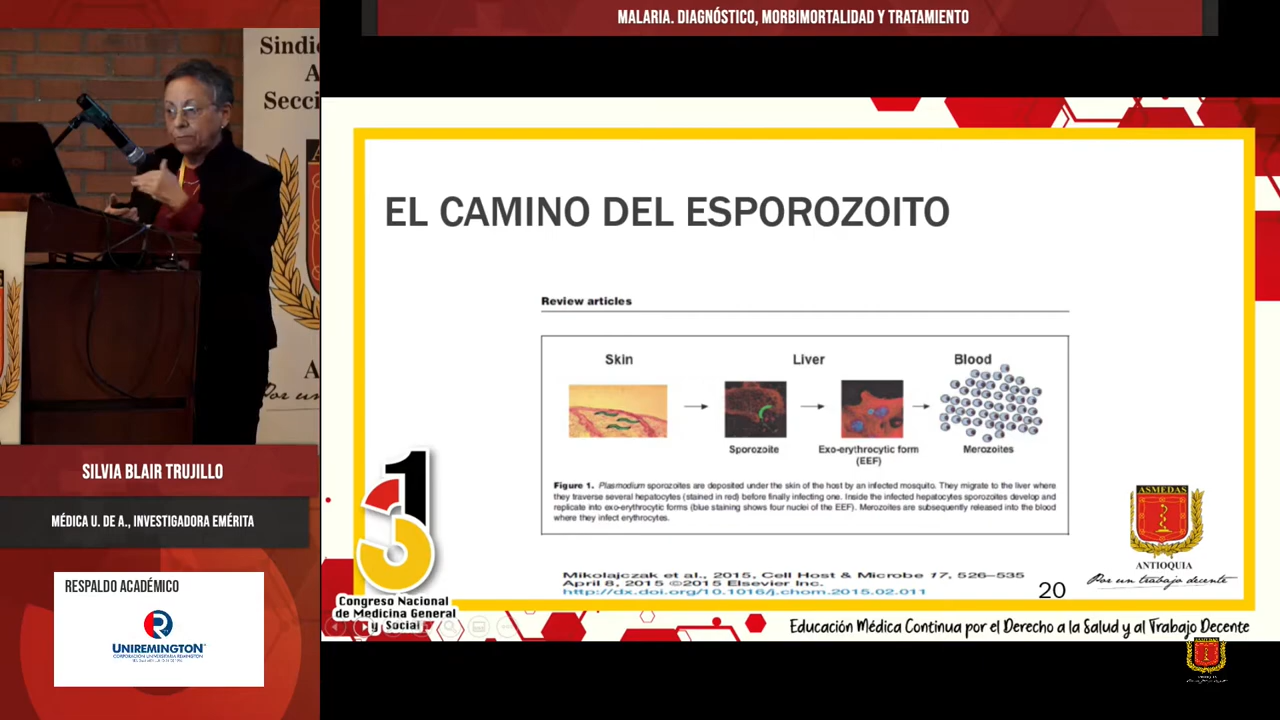 MALARIA. DIAGNÓSTICO, MORBIMORTALIDAD Y TRATAMIENTO
Sindic
A
Secci
A
Por un
SILVIA BLAIR TRUJILLO
MÉDICA U. DE A., INVESTIGADORA EMÉRITA
RESPALDO ACADÉMICO
UNIREMINGTON
CORPORACIÓN UNIVERSITARIA REMINGTON
EL CAMINO DEL ESPOROZOITO
Review articles
Skin
Liver
Blood
Sporozoite
Exo-erythrocytic form
(EEF)
Merozoites
Figure 1. Plasmodium sporozoites are deposited under the skin of the host by an infected mosquito. They migrate to the liver where
they traverse several hepatocytes (stained in red) before finally infecting one. Inside the infected hepatocytes sporozoites develop and
replicate into exo-erythrocytic forms (blue staining shows four nuclei of the EEF). Merozoites are subsequently released into the blood
where they infect erythrocytes.
Mikolajczak et al., 2015, Cell Host & Microbe 17, 526–535
April 8, 2015 ©2015 Elsevier Inc.
http://dx.doi.org/10.1016/j.chom.2015.02.011
20
ASMEDAS
ANTIOQUIA
Por un trabajo decente
31
Congreso Nacional
de Medicina General
y Social
Educación Médica Continua por el Derecho a la Salud y al Trabajo Decente